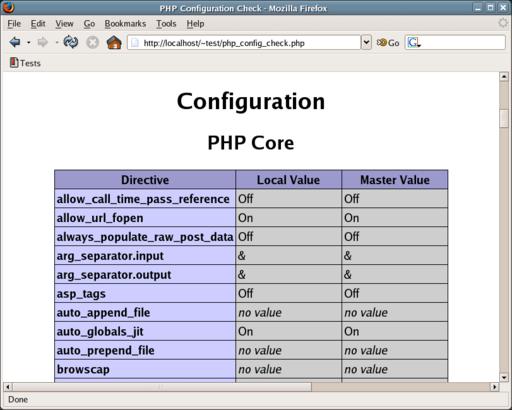 PHP Configuration Check - Mozilla Firefox
File Edit View Go Bookmarks Tools Help
http://localhost/~test/php_config_check.php Go G
Tests
Configuration
PHP Core
Directive Local Value Master Value
allow_call_time_pass_reference Off Off
allow_url_fopen On On
always_populate_raw_post_data Off Off
arg_separator.input & &
arg_separator.output & &
asp_tags Off Off
auto_append_file no value no value
auto_globals_jit On On
auto_prepend_file no value no value
browscap no value no value
Done